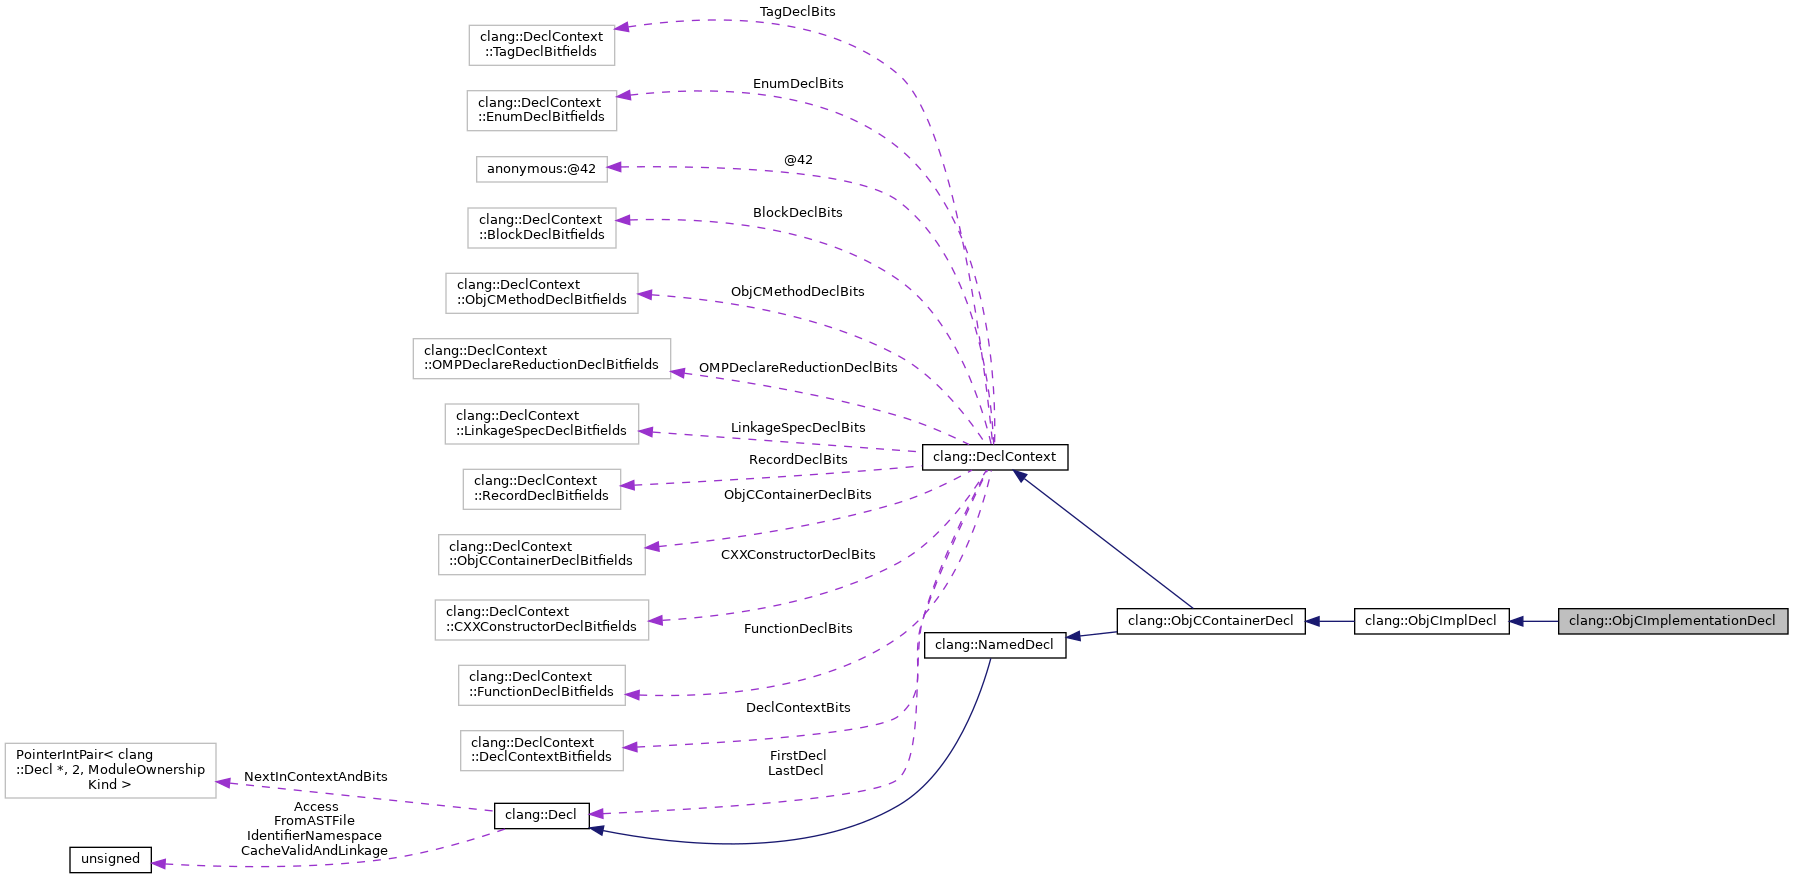 TagDeclBits
clang::DeclContext
::TagDeclBitfields
EnumDeclBits
clang::DeclContext
::EnumDeclBitfields
@42
anonymous:@42
BlockDeclBits
clang::DeclContext
::BlockDeclBitfields
ObjCMethodDeclBits
clang::DeclContext
::ObjCMethodDeclBitfields
OMPDeclareReductionDeclBits
clang::DeclContext
::OMPDeclareReductionDeclBitfields
LinkageSpecDeclBits
clang::DeclContext
::LinkageSpecDeclBitfields
clang::DeclContext
RecordDeclBits
clang::DeclContext
::RecordDeclBitfields
ObjCContainerDeclBits
clang::DeclContext
::ObjCContainerDeclBitfields
CXXConstructorDeclBits
clang::DeclContext
::CXXConstructorDeclBitfields
clang::ObjCContainerDecl
clang::ObjCImplDecl
clang::ObjCImplementationDecl
FunctionDeclBits
clang::NamedDecl
clang::DeclContext
::FunctionDeclBitfields
DeclContextBits
clang::DeclContext
::DeclContextBitfields
FirstDecl
LastDecl
PointerIntPair< clang
::Decl *, 2, ModuleOwnership
Kind >
NextInContextAndBits
clang::Decl
Access
FromASTFile
IdentifierNamespace
CacheValidAndLinkage
unsigned